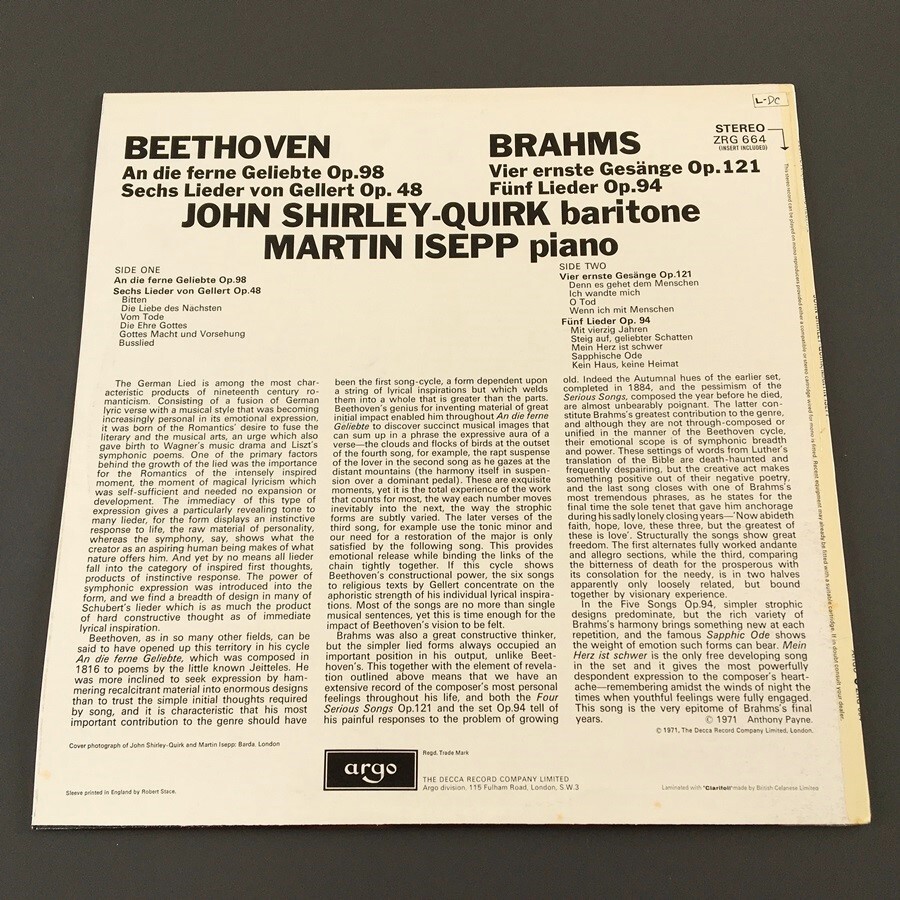 L-DC
STEREO
ZRG 664
(INSERT INCLUDED)
BEETHOVEN
An die ferne Geliebte Op.98
Sechs Lieder von Gellert Op. 48
BRAHMS
Vier ernste Gesänge Op.121
Fünf Lieder Op.94
JOHN SHIRLEY-QUIRK baritone
MARTIN ISEPP piano
SIDE ONE
An die ferne Geliebte Op.98
Sechs Lieder von Gellert Op.48
Bitten
Die Liebe des Nächsten
Vom Tode
Die Ehre Gottes
Gottes Macht und Vorsehung
Busslied
SIDE TWO
Vier ernste Gesänge Op.121
Denn es gehet dem Menschen
Ich wandte mich
O Tod
Wenn ich mit Menschen
Fünf Lieder Op. 94
Mit vierzig Jahren
Steig auf, geliebter Schatten
Mein Herz ist schwer
Sapphische Ode
Kein Haus, keine Heimat
The German Lied is among the most char-
acteristic products of nineteenth century ro-
manticism. Consisting of a fusion of German
lyric verse with a musical style that was becoming
increasingly personal in its emotional expression,
it was born of the Romantics' desire to fuse the
literary and the musical arts, an urge which also
gave birth to Wagner's music drama and Liszt's
symphonic poems. One of the primary factors
behind the growth of the lied was the importance
for the Romantics of the intensely inspired
moment, the moment of magical lyricism which
was self-sufficient and needed no expansion or
development. The immediacy of this type of
expression gives a particularly revealing tone to
many lieder, for the form displays an instinctive
response to life, the raw material of personality,
whereas the symphony, say, shows what the
creator as an aspiring human being makes of what
nature offers him. And yet by no means all lieder
fall into the category of inspired first thoughts,
products of instinctive response. The power of
symphonic expression was introduced into the
form, and we find a breadth of design in many of
Schubert's lieder which is as much the product
of hard constructive thought as of immediate
lyrical inspiration.
Beethoven, as in so many other fields, can be
said to have opened up this territory in his cycle
An die ferne Geliebte, which was composed in
1816 to poems by the little known Jeitteles. He
was more inclined to seek expression by ham-
mering recalcitrant material into enormous designs
than to trust the simple initial thoughts required
by song, and it is characteristic that his most
important contribution to the genre should have
been the first song-cycle, a form dependent upon
a string of lyrical inspirations but which welds
them into a whole that is greater than the parts.
Beethoven's genius for inventing material of great
initial impact enabled him throughout An die ferne
Geliebte to discover succinct musical images that
can sum up in a phrase the expressive aura of a
verse—the clouds and flocks of birds at the outset
of the fourth song, for example, the rapt suspense
of the lover in the second song as he gazes at the
distant mountains (the harmony itself in suspen-
sion over a dominant pedal). These are exquisite
moments, yet it is the total experience of the work
that counts for most, the way each number moves
inevitably into the next, the way the strophic
forms are subtly varied. The later verses of the
third song, for example use the tonic minor and
our need for a restoration of the major is only
satisfied by the following song. This provides
emotional release while binding the links of the
chain tightly together. If this cycle shows
Beethoven's constructional power, the six songs
to religious texts by Gellert concentrate on the
aphoristic strength of his individual lyrical inspira-
tions. Most of the songs are no more than single
musical sentences, yet this is time enough for the
impact of Beethoven's vision to be felt.
Brahms was also a great constructive thinker,
but the simpler lied forms always occupied an
important position in his output, unlike Beet-
hoven's. This together with the element of revela-
tion outlined above means that we have an
extensive record of the composer's most personal
feelings throughout his life, and both the Four
Serious Songs Op.121 and the set Op.94 tell of
his painful responses to the problem of growing
old. Indeed the Autumnal hues of the earlier set,
completed in 1884, and the pessimism of the
Serious Songs, composed the year before he died,
are almost unbearably poignant. The latter con-
stitute Brahms's greatest contribution to the genre,
and although they are not through-composed or
unified in the manner of the Beethoven cycle,
their emotional scope is of symphonic breadth
and power. These settings of words from Luther's
translation of the Bible are death-haunted and
frequently despairing, but the creative act makes
something positive out of their negative poetry,
and the last song closes with one of Brahms's
most tremendous phrases, as he states for the
final time the sole tenet that gave him anchorage
during his sadly lonely closing years—'Now abideth
faith, hope, love, these three, but the greatest of
these is love'. Structurally the songs show great
freedom. The first alternates fully worked andante
and allegro sections, while the third, comparing
the bitterness of death for the prosperous with
its consolation for the needy, is in two halves
apparently only loosely related, but bound
together by visionary experience.
In the Five Songs Op.94, simpler strophic
designs predominate, but the rich variety of
Brahms's harmony brings something new at each
repetition, and the famous Sapphic Ode shows
the weight of emotion such forms can bear. Mein
Herz ist schwer is the only free developing song
in the set and it gives the most powerfully
despondent expression to the composer's heart-
ache—remembering amidst the winds of night the
times when youthful feelings were fully engaged.
This song is the very epitome of Brahms's final
years. © 1971 Anthony Payne.
© 1971, The Decca Record Company Limited, London.
Cover photograph of John Shirley-Quirk and Martin Isepp: Barda. London
Sleeve printed in England by Robert Stace.
argo
Regd. Trade Mark
THE DECCA RECORD COMPANY LIMITED
Argo division, 115 Fulham Road, London, S.W.3
Laminated with "Clarifoil" made by British Celanese Limited